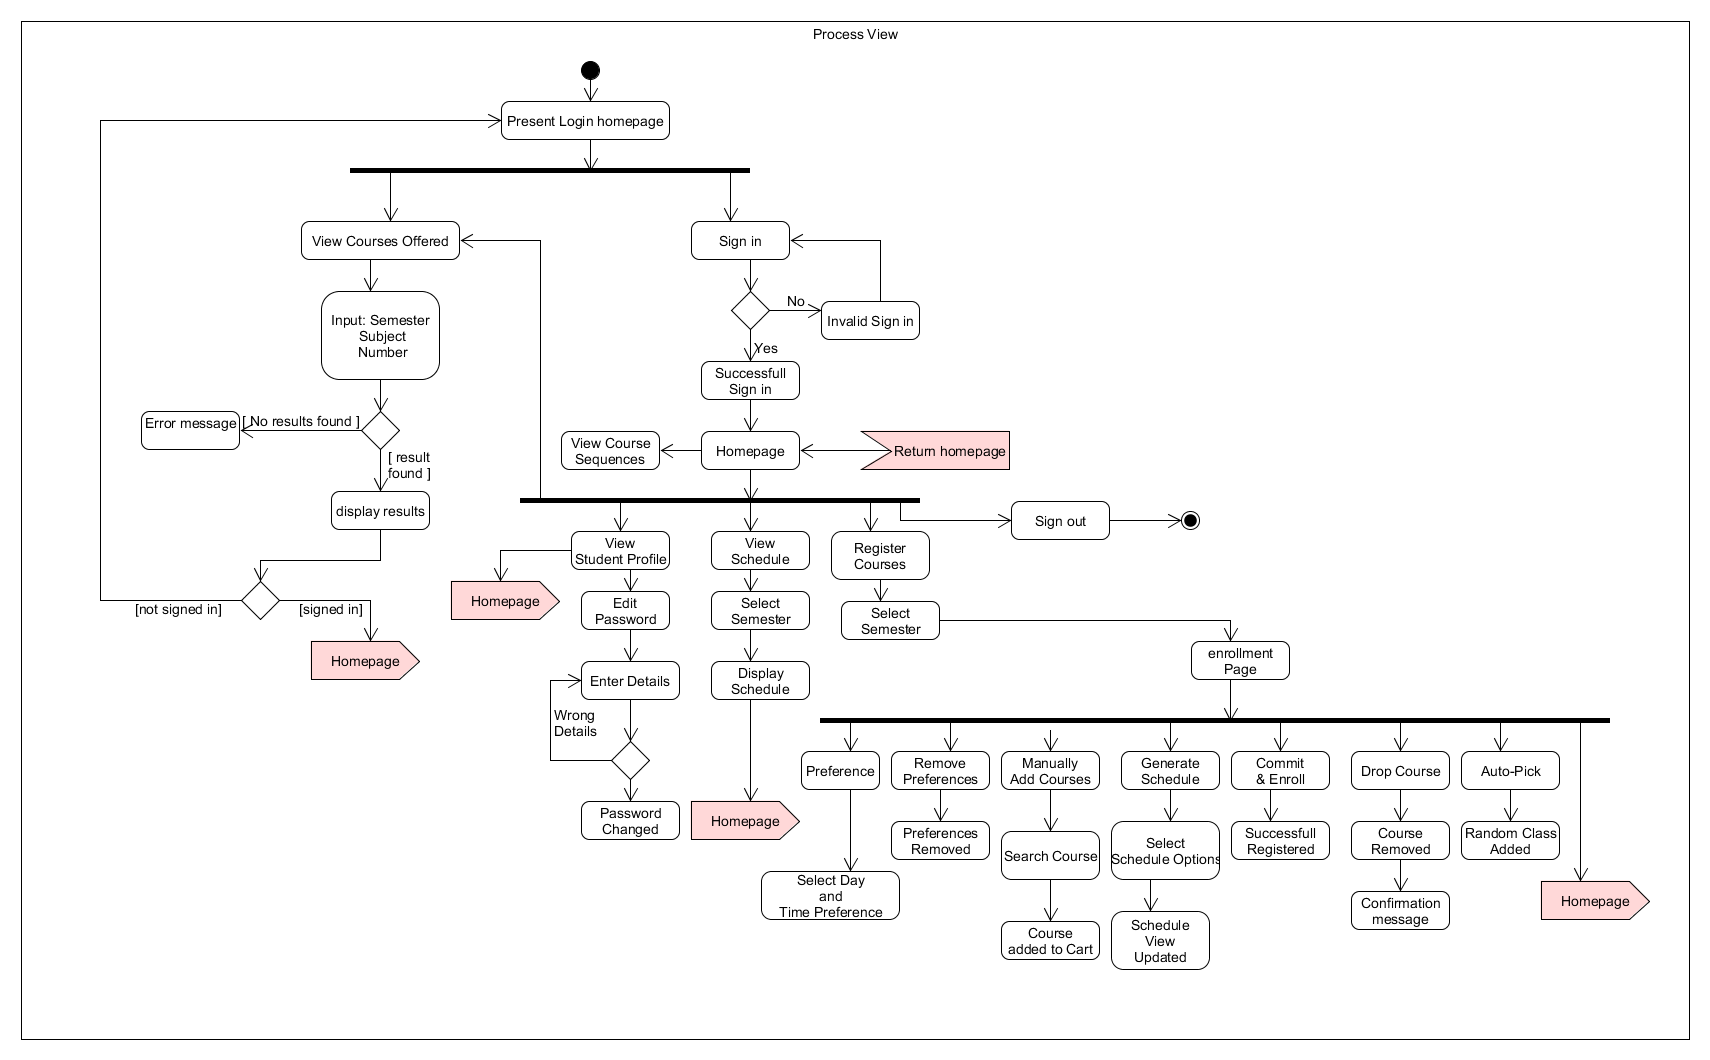 Process View
Present Login homepage
View Courses Offered
Sign in
Input: Semester
Subject
Number
No
Invalid Sign in
Yes
Successfull
Sign in
Error message
[ No results found ]
[ result
found ]
View Course
Sequences
Homepage
Return homepage
display results
Sign out
View
Student Profile
View
Schedule
Register
Courses
[not signed in]
[signed in]
Homepage
Homepage
Edit
Password
Select
Semester
Select
Semester
enrollment
Page
Enter Details
Display
Schedule
Wrong
Details
Preference
Remove
Preferences
Manually
Add Courses
Generate
Schedule
Commit
& Enroll
Drop Course
Auto-Pick
Password
Changed
Homepage
Preferences
Removed
Search Course
Select
Schedule Options
Successfull
Registered
Course
Removed
Random Class
Added
Select Day
and
Time Preference
Course
added to Cart
Schedule
View
Updated
Confirmation
message
Homepage